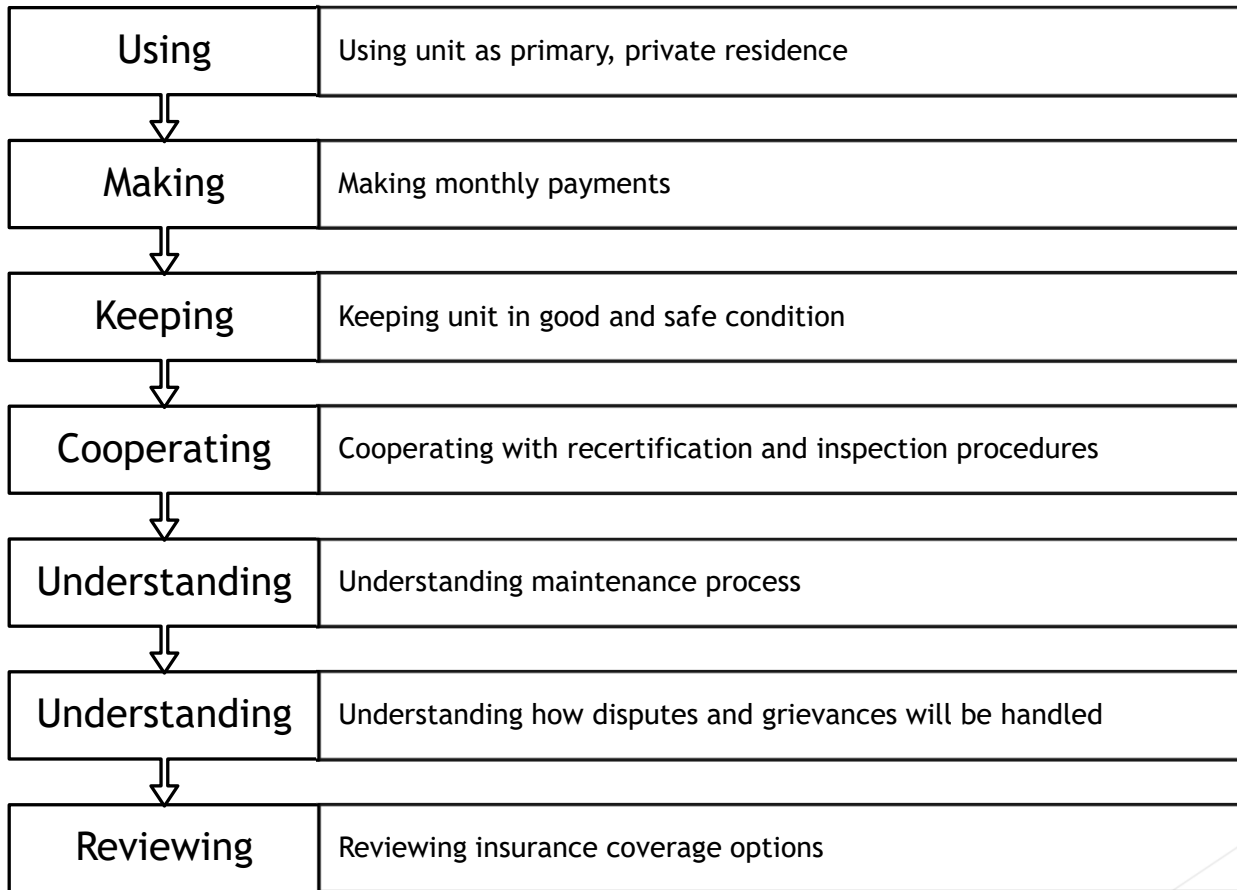 Using
Using unit as primary, private residence
Making
Making monthly payments
Keeping
Keeping unit in good and safe condition
Cooperating
Cooperating with recertification and inspection procedures
Understanding
Understanding maintenance process
Understanding
Understanding how disputes and grievances will be handled
Reviewing
Reviewing insurance coverage options